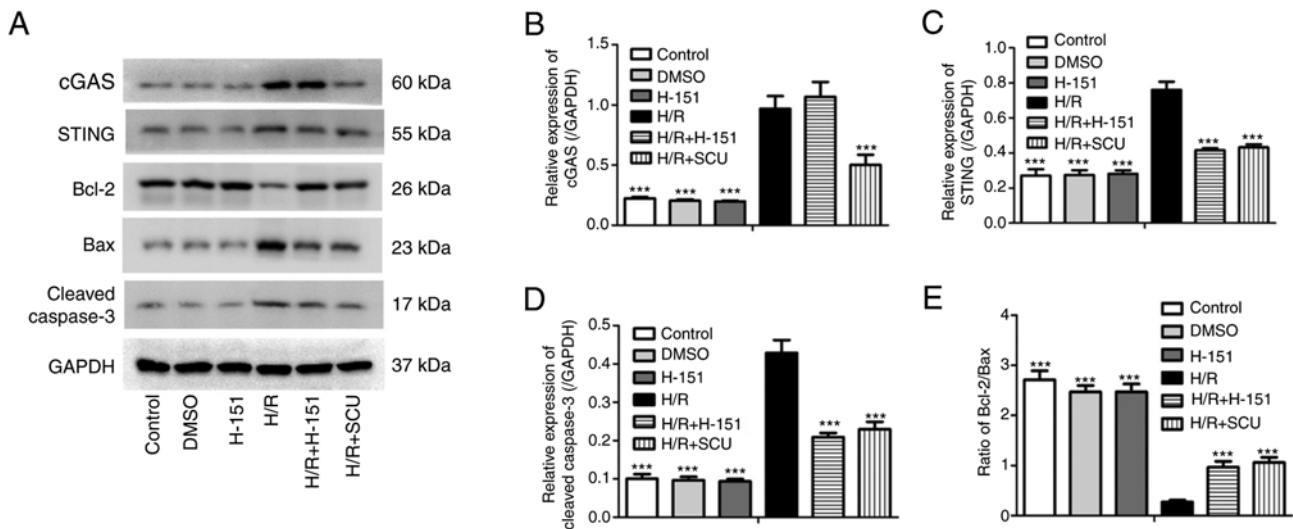 A
cGAS
60 kDa
STING
55 kDa
Bcl-2
26 kDa
Bax
23 kDa
Cleaved
caspase-3
17 kDa
GAPDH
37 kDa
Control
DMSO
H-151
H/R
H/R+H-151
H/R+SCU
B
Relative expression of
cGAS (/GAPDH)
1.5
1.0
0.5
0.0
Control
DMSO
H-151
H/R
H/R+H-151
H/R+SCU
*** *** *** ***
C
Relative expression of
STING (/GAPDH)
1.0
0.8
0.6
0.4
0.2
0.0
Control
DMSO
H-151
H/R
H/R+H-151
H/R+SCU
*** *** *** *** ***
D
Relative expression of
cleaved caspase-3 (/GAPDH)
0.5
0.4
0.3
0.2
0.1
0.0
Control
DMSO
H-151
H/R
H/R+H-151
H/R+SCU
*** *** *** *** ***
E
Ratio of Bcl-2/Bax
4
3
2
1
0
Control
DMSO
H-151
H/R
H/R+H-151
H/R+SCU
*** *** *** *** ***